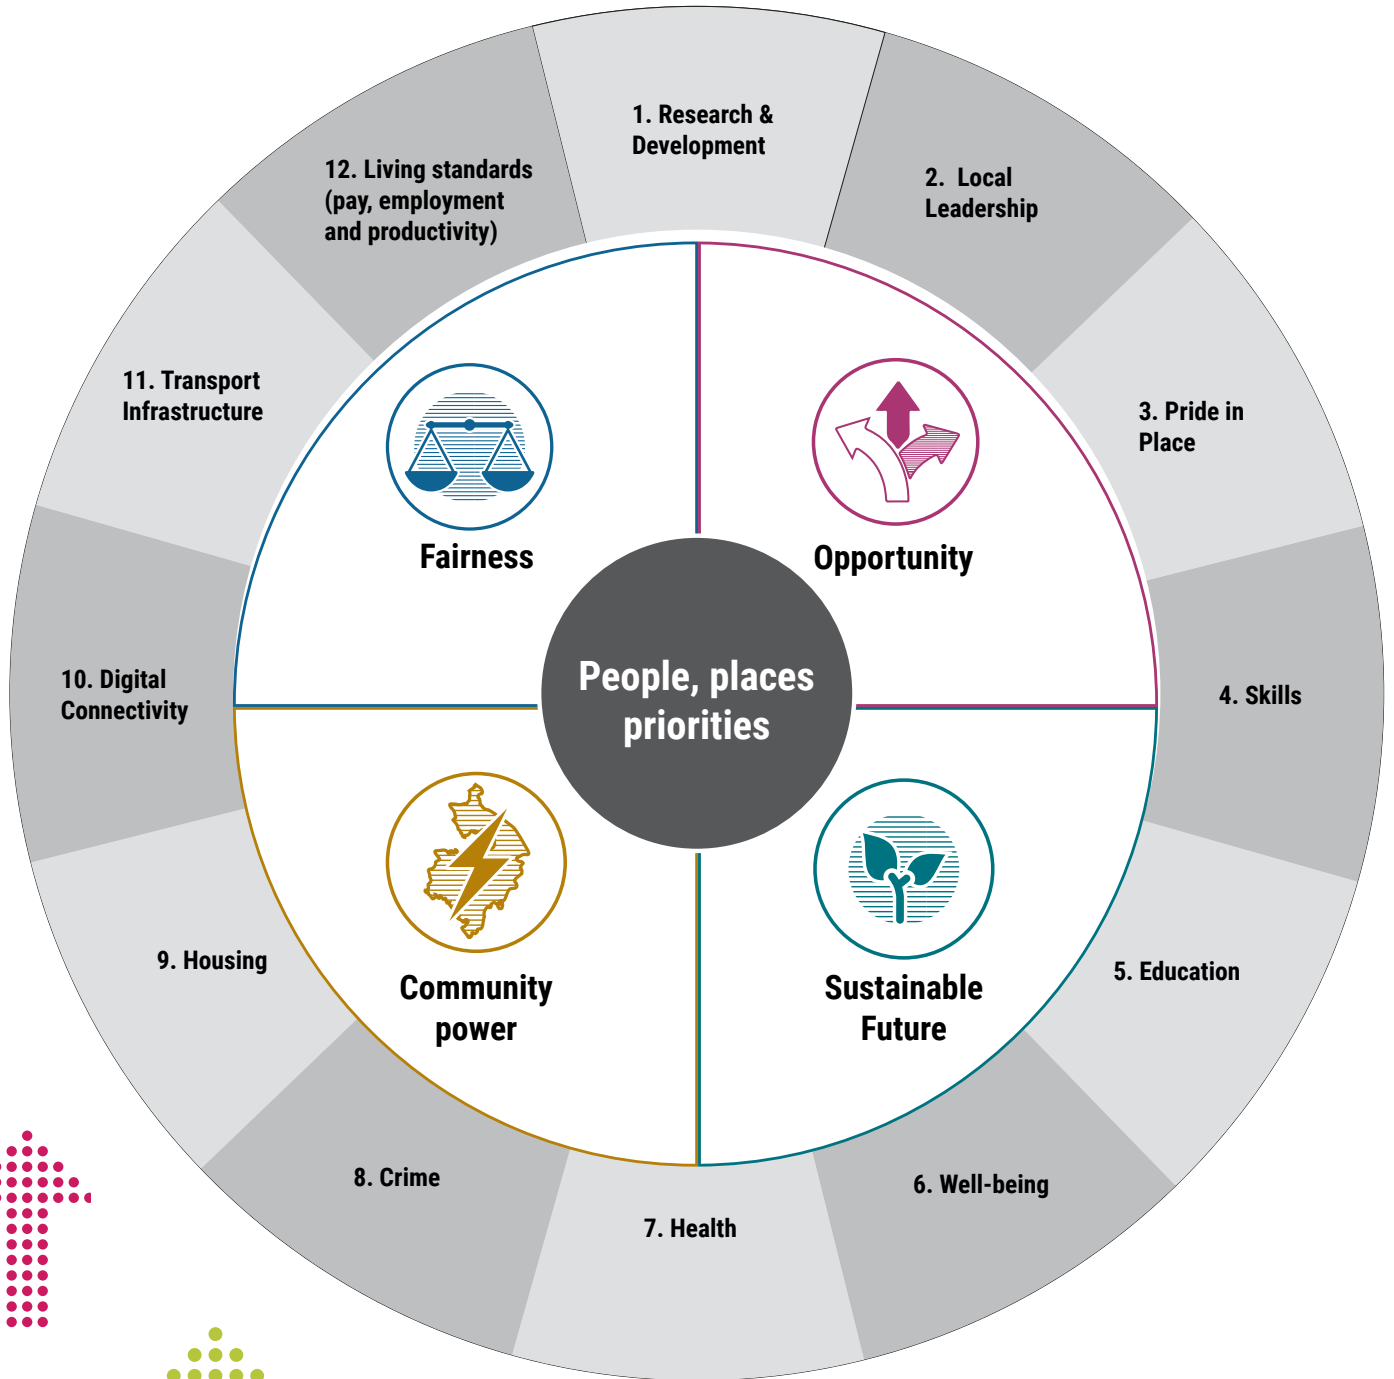 1. Research &
Development
2. Local
Leadership
3. Pride in
Place
4. Skills
5. Education
6. Well-being
7. Health
8. Crime
9. Housing
10. Digital
Connectivity
11. Transport
Infrastructure
12. Living standards
(pay, employment
and productivity)
Fairness
Opportunity
People, places
priorities
Community
power
Sustainable
Future